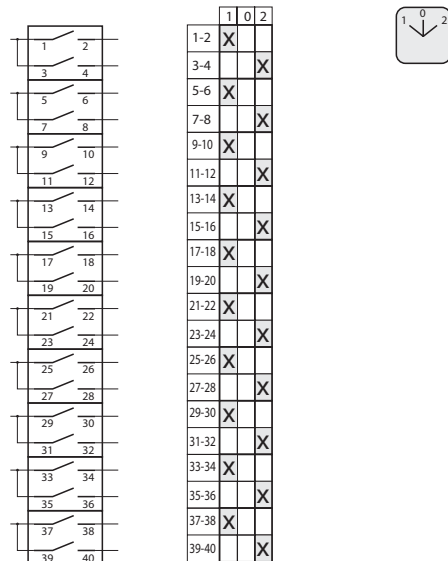 1 0 2
1 2
3 4
5 6
7 8
9 10
11 12
13 14
15 16
17 18
19 20
21 22
23 24
25 26
27 28
29 30
31 32
33 34
35 36
37 38
39 40
1 0 2
1-2 X
3-4 X
5-6 X
7-8 X
9-10 X
11-12 X
13-14 X
15-16 X
17-18 X
19-20 X
21-22 X
23-24 X
25-26 X
27-28 X
29-30 X
31-32 X
33-34 X
35-36 X
37-38 X
39-40 X